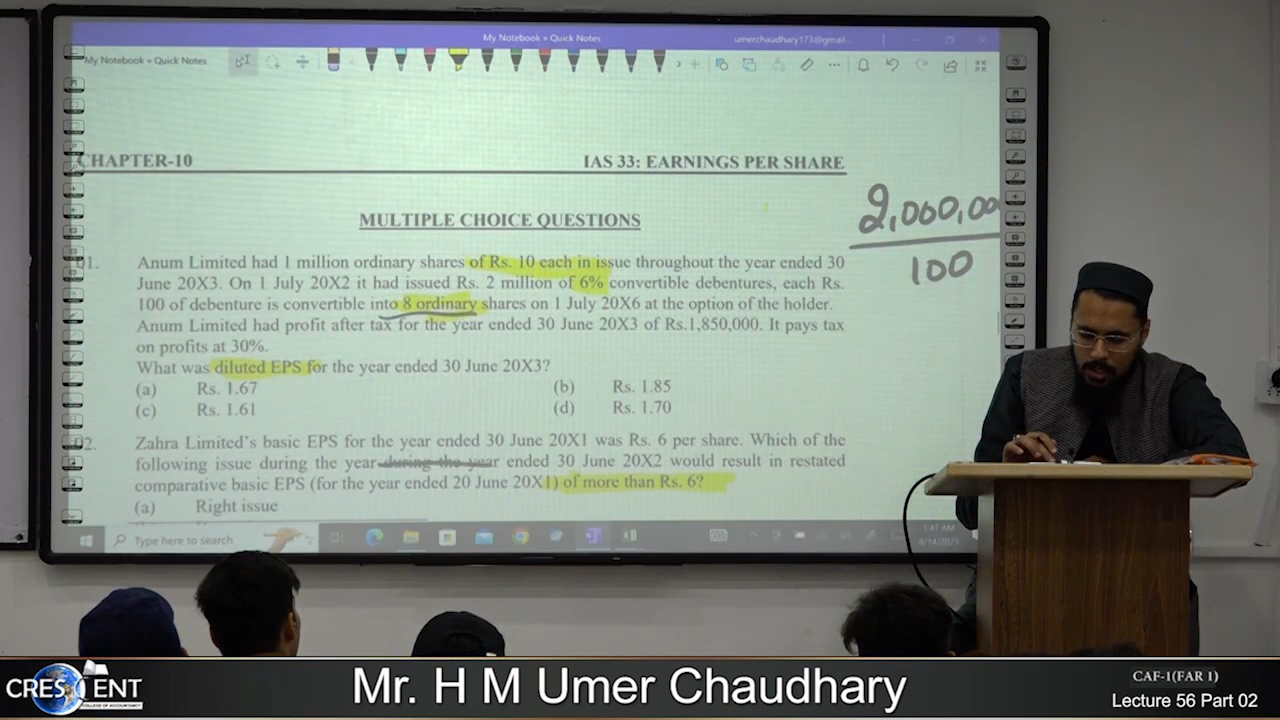 My Notebook » Quick Notes
umerchaudhary173@gmail...
My Notebook » Quick Notes
CHAPTER-10
IAS 33: EARNINGS PER SHARE
MULTIPLE CHOICE QUESTIONS
2,000,00
100
01. Anum Limited had 1 million ordinary shares of Rs. 10 each in issue throughout the year ended 30
June 20X3. On 1 July 20X2 it had issued Rs. 2 million of 6% convertible debentures, each Rs.
100 of debenture is convertible into 8 ordinary shares on 1 July 20X6 at the option of the holder.
Anum Limited had profit after tax for the year ended 30 June 20X3 of Rs.1,850,000. It pays tax
on profits at 30%.
What was diluted EPS for the year ended 30 June 20X3?
(a) Rs. 1.67 (b) Rs. 1.85
(c) Rs. 1.61 (d) Rs. 1.70
02. Zahra Limited's basic EPS for the year ended 30 June 20X1 was Rs. 6 per share. Which of the
following issue during the year during the year ended 30 June 20X2 would result in restated
comparative basic EPS (for the year ended 20 June 20X1) of more than Rs. 6?
(a) Right issue
Type here to search
1:47 AM
8/14/2023
CRESCENT
COLLEGE OF ACCOUNTANCY
Mr. H M Umer Chaudhary
CAF-1(FAR 1)
Lecture 56 Part 02